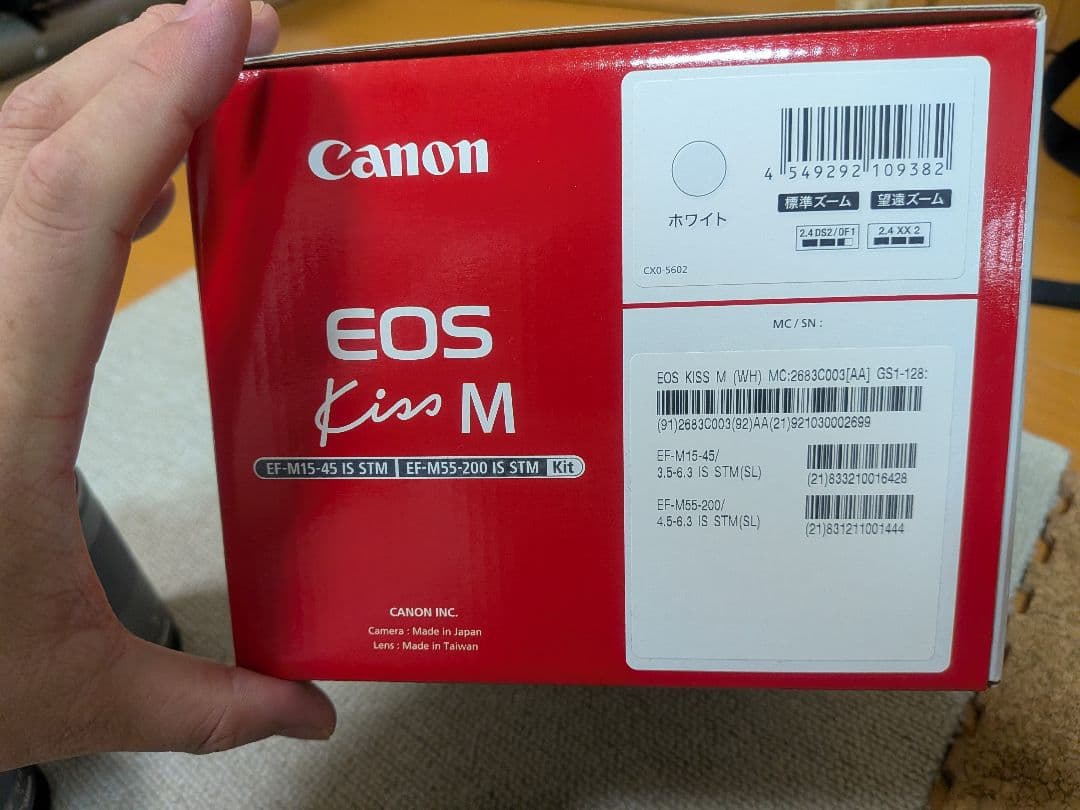 Canon
EOS
Kiss M
EF-M15-45 IS STM | EF-M55-200 IS STM Kit
CANON INC.
Camera : Made in Japan
Lens : Made in Taiwan
ホワイト
4 549292 109382
標準ズーム 望遠ズーム
2.4 DS2/DF1 2.4 XX 2
CX0-5602
MC / SN :
EOS KISS M (WH) MC:2683C003[AA] GS1-128:
(91)2683C003(92)AA(21)921030002699
EF-M15-45/
3.5-6.3 IS STM(SL)
(21)833210016428
EF-M55-200/
4.5-6.3 IS STM(SL)
(21)831211001444